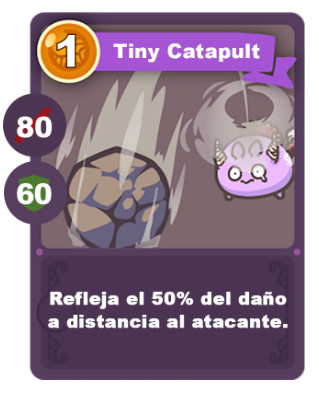 1
Tiny Catapult
80
60
Refleja el 50% del daño
a distancia al atacante.